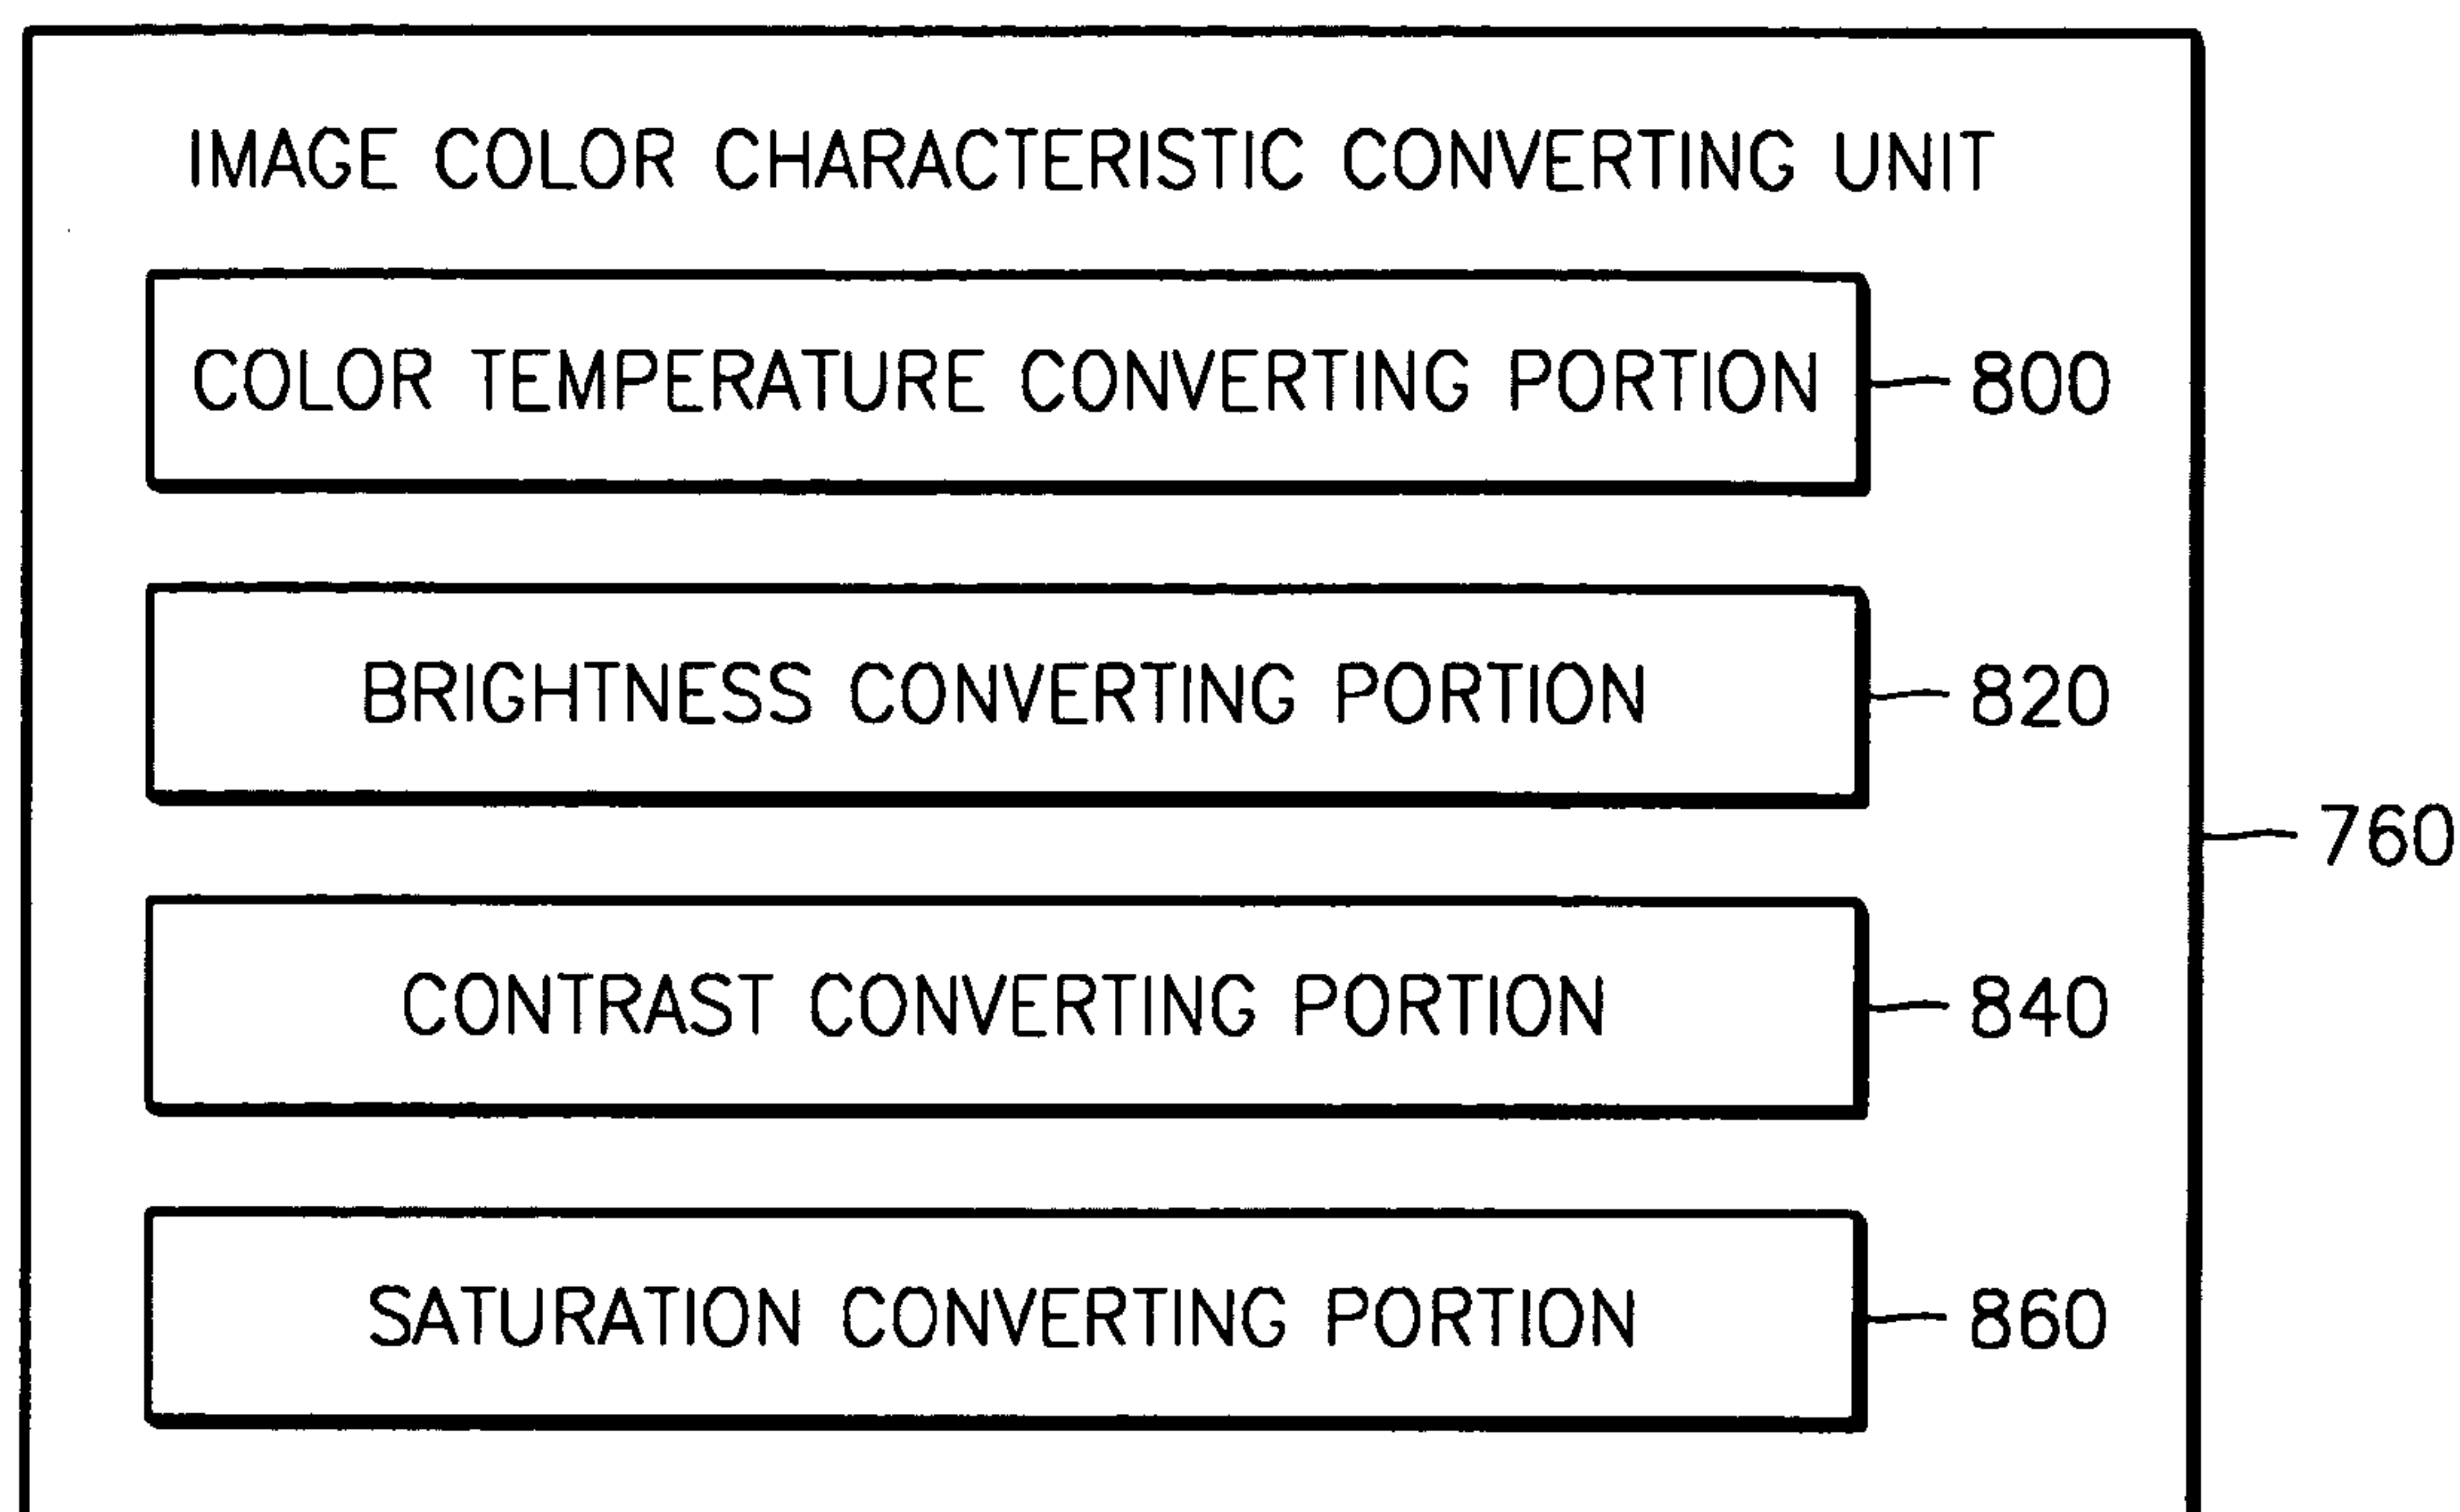 IMAGE COLOR CHARACTERISTIC CONVERTING UNIT
COLOR TEMPERATURE CONVERTING PORTION 800
BRIGHTNESS CONVERTING PORTION 820
760
CONTRAST CONVERTING PORTION 840
SATURATION CONVERTING PORTION 860